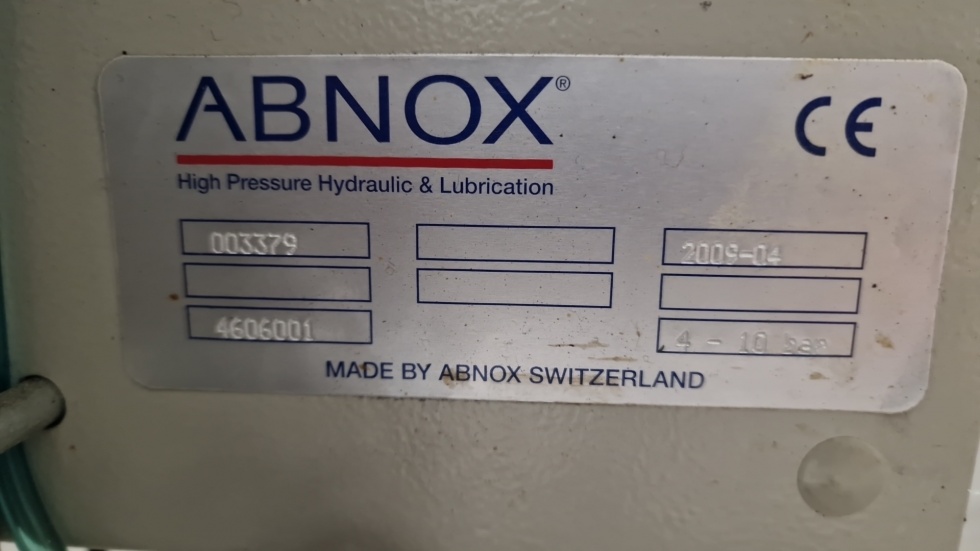 ABNOX®
CE
High Pressure Hydraulic & Lubrication
003379
2009-04
4606001
4 - 10 bar
MADE BY ABNOX SWITZERLAND